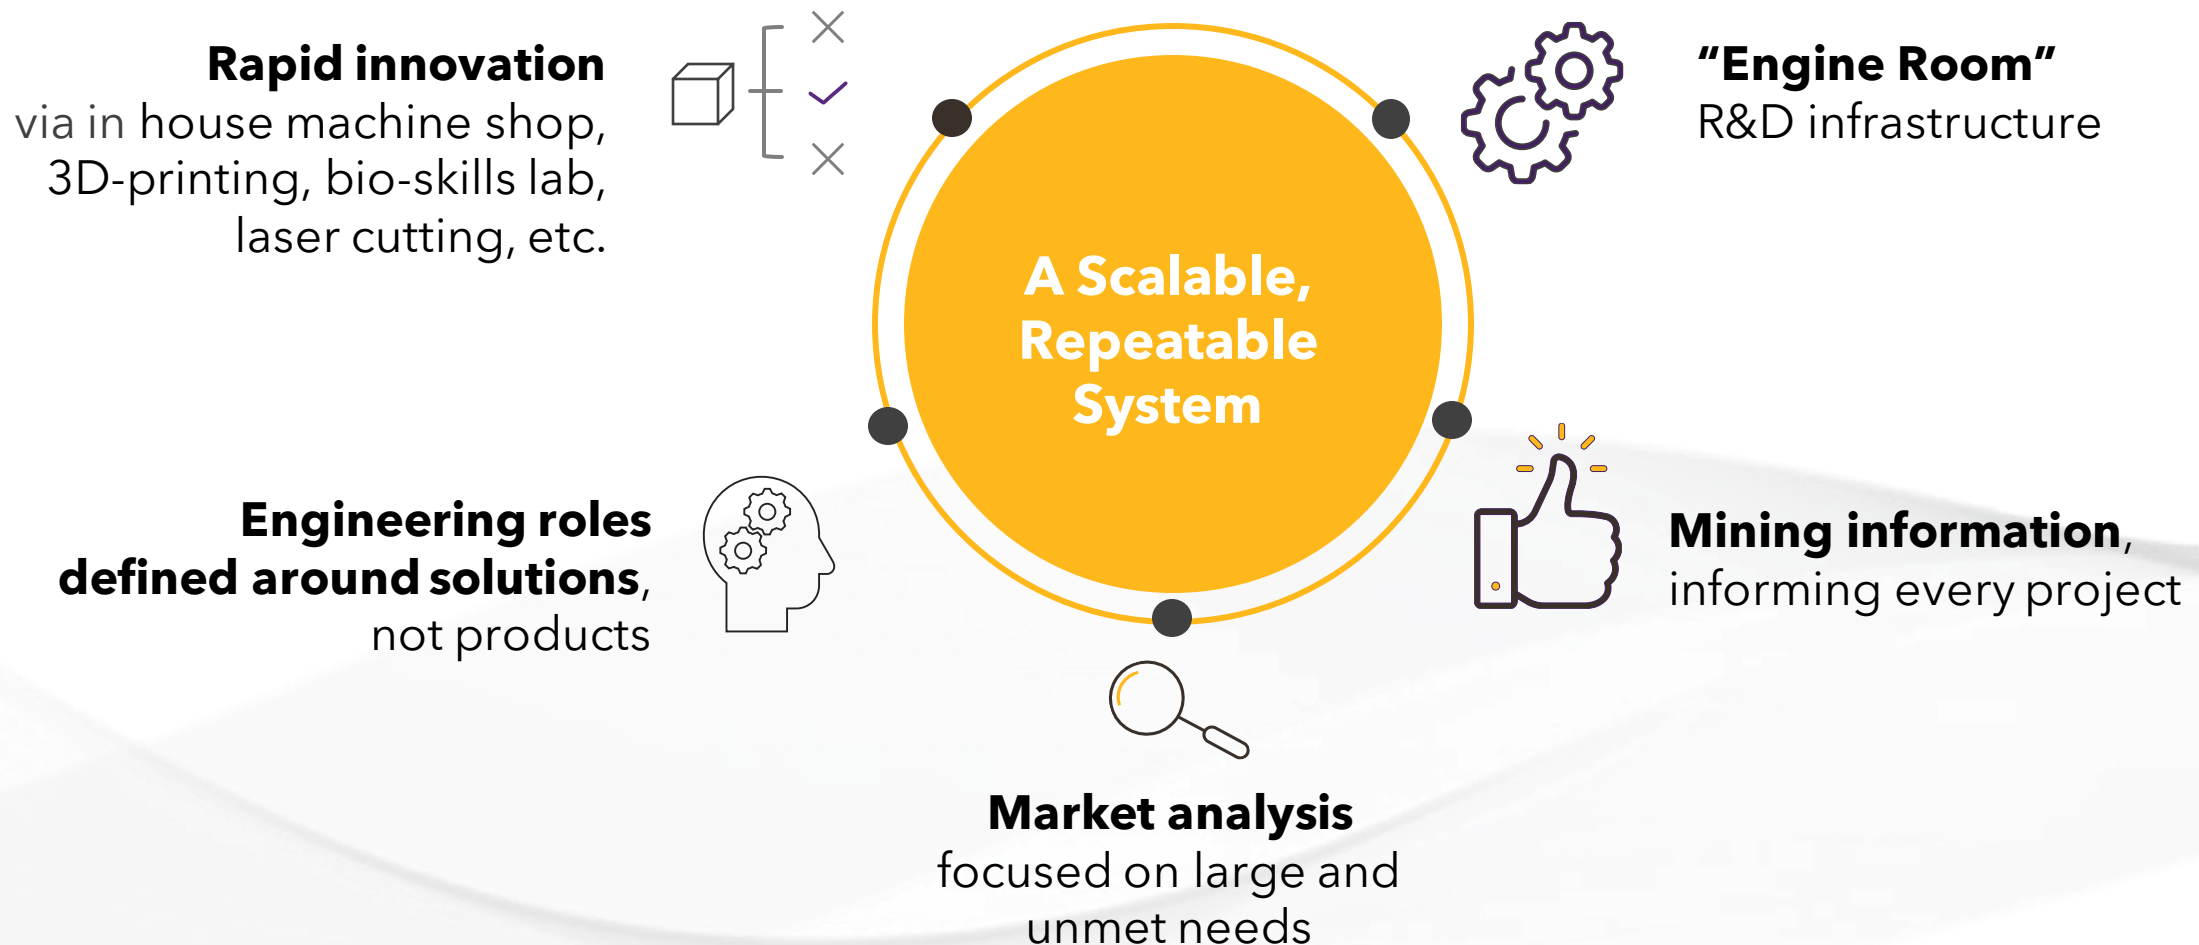 Rapid innovation
via in house machine shop,
3D-printing, bio-skills lab,
laser cutting, etc.
“Engine Room”
R&D infrastructure
A Scalable,
Repeatable
System
Engineering roles
defined around solutions,
not products
Mining information,
informing every project
Market analysis
focused on large and
unmet needs